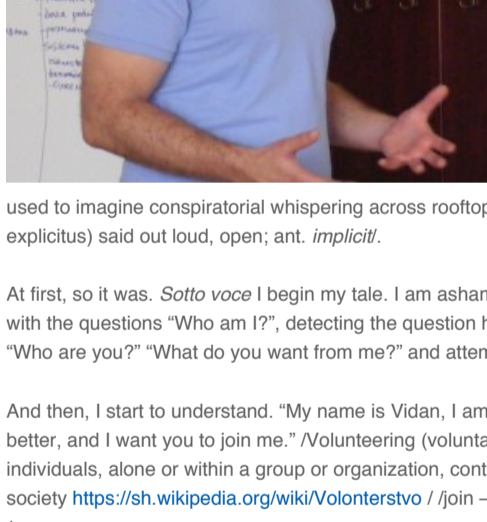 used to imagine conspiratorial whispering across rooftop
explicitus) said out loud, open; ant. implicit/.
At first, so it was. Sotto voce I begin my tale. I am asham
with the questions “Who am I?”, detecting the question h
“Who are you?” “What do you want from me?” and attem
And then, I start to understand. “My name is Vidan, I am
better, and I want you to join me.” /Volunteering (volunta
individuals, alone or within a group or organization, cont
society https://sh.wikipedia.org/wiki/Volonterstvo / /join –